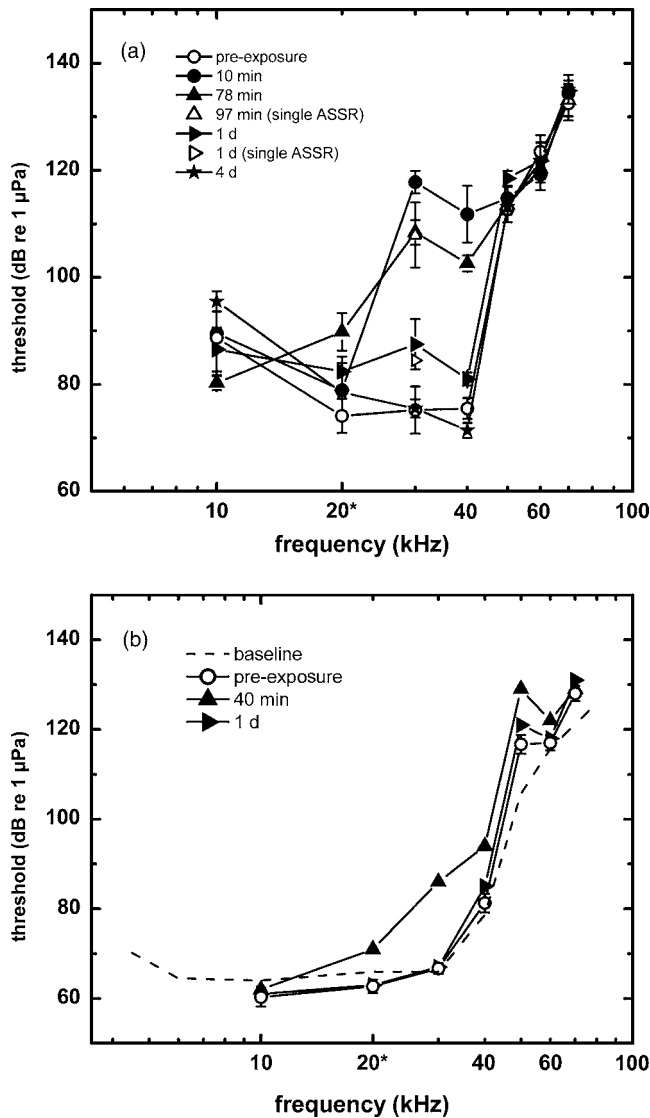 (a)
pre-exposure
10 min
78 min
97 min (single ASSR)
1 d
1 d (single ASSR)
4 d
threshold (dB re 1 µPa)
140
120
100
80
60
10
20*
40
60
100
frequency (kHz)
(b)
baseline
pre-exposure
40 min
1 d
threshold (dB re 1 µPa)
140
120
100
80
60
10
20*
40
60
100
frequency (kHz)